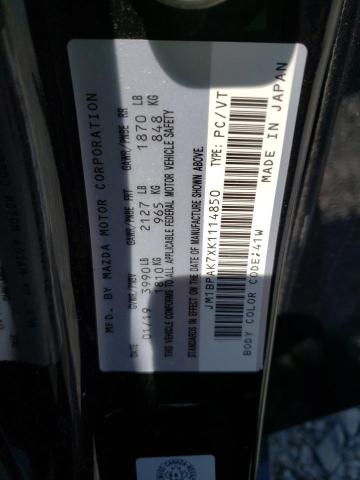 MFD. BY MAZDA MOTOR CORPORATION
DATE GVWR/PNBV GAWR/PNBE FRT GAWR/PNBE RR
01/19 3990 LB 2127 LB 1870 LB
1810 KG 965 KG 848 KG
THIS VEHICLE CONFORMS TO ALL APPLICABLE FEDERAL MOTOR VEHICLE SAFETY
STANDARDS IN EFFECT ON THE DATE OF MANUFACTURE SHOWN ABOVE.
JM1BPAK7XK1114850 TYPE: PC/VT
BODY COLOR CODE:41W MADE IN JAPAN